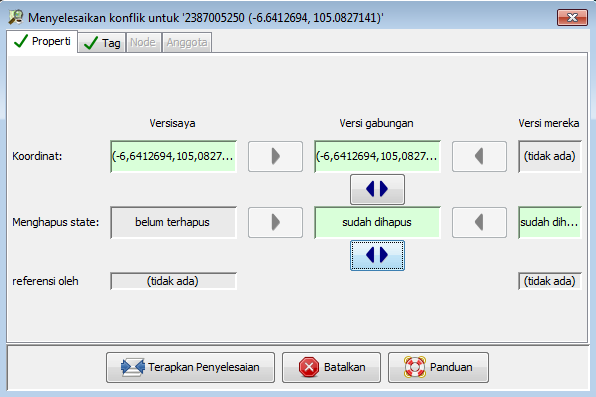 Menyelesaikan konflik untuk '2387005250 (-6.6412694, 105.0827141)'
Properti Tag Node Anggota
Versisaya Versi gabungan Versi mereka
Koordinat: (-6,6412694,105,0827... (-6,6412694,105,0827... (tidak ada)
Menghapus state: belum terhapus sudah dihapus sudah dih...
referensi oleh (tidak ada) (tidak ada)
Terapkan Penyelesaian Batalkan Panduan